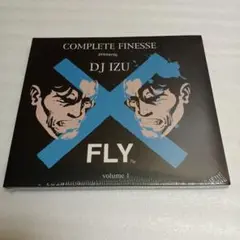 COMPLETE FINESSE
presents
DJ IZU
FLY
volume 1